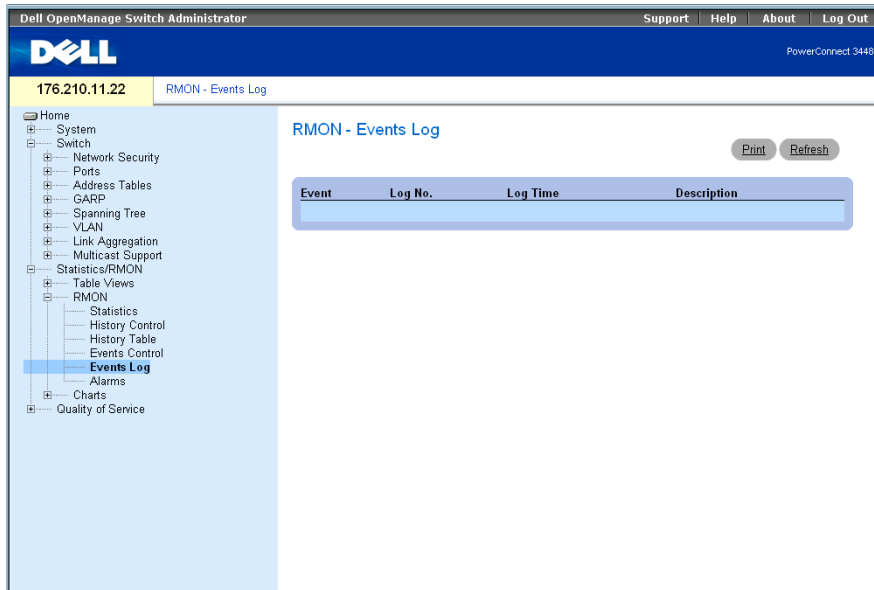 Dell OpenManage Switch Administrator
Support Help About Log Out
DELL
PowerConnect 3448
176.210.11.22
RMON - Events Log
Home
System
Switch
Network Security
Ports
Address Tables
GARP
Spanning Tree
VLAN
Link Aggregation
Multicast Support
Statistics/RMON
Table Views
RMON
Statistics
History Control
History Table
Events Control
Events Log
Alarms
Charts
Quality of Service
RMON - Events Log
Print Refresh
Event Log No. Log Time Description